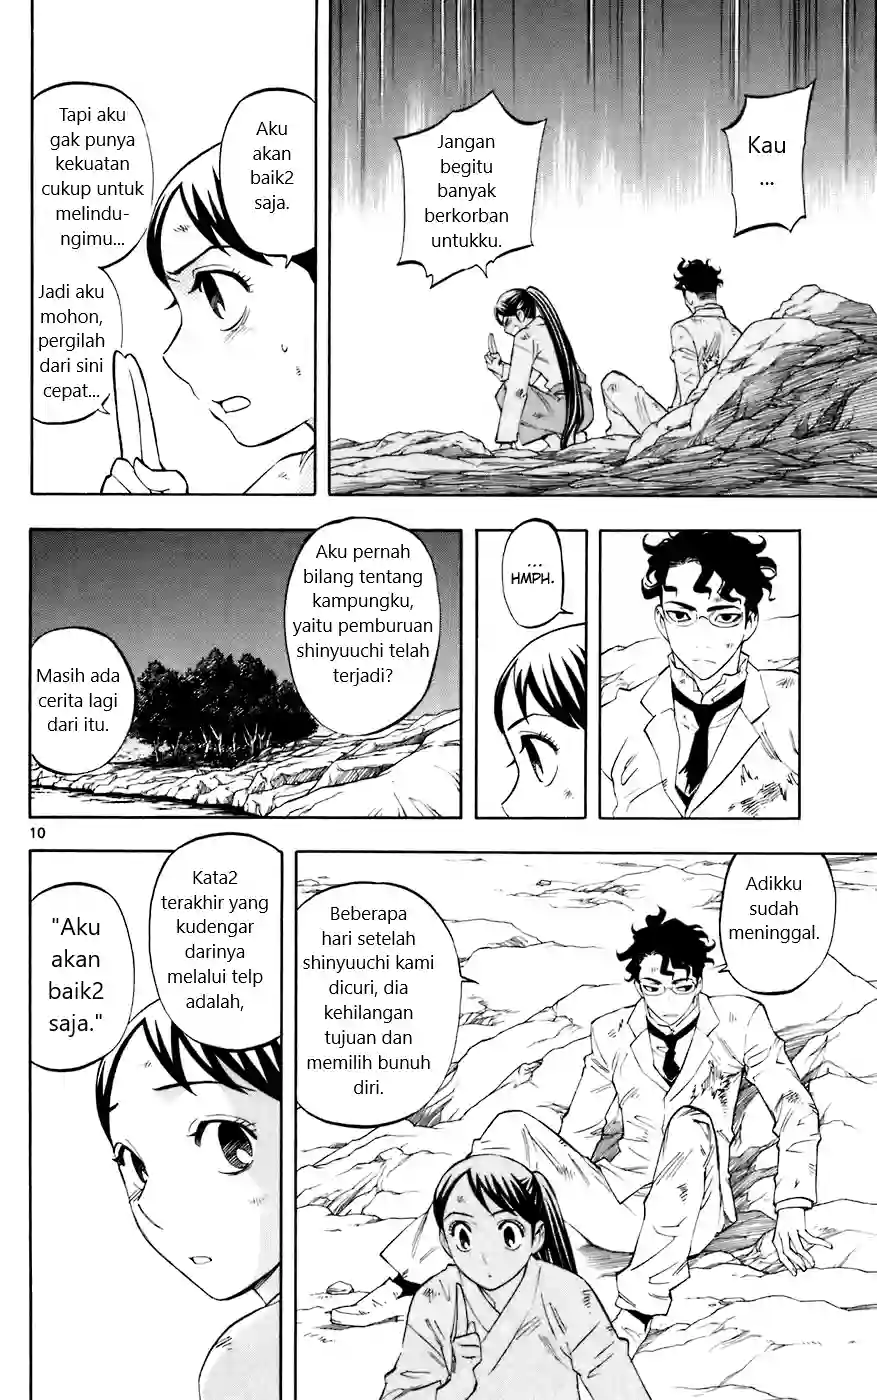 Kau
...
Jangan
begitu
banyak
berkorban
untukku.
Aku
akan
baik2
saja.
Tapi aku
gak punya
kekuatan
cukup untuk
melindu-
ngimu...
Jadi aku
mohon,
pergilah
dari sini
cepat...
...
HMPH.
Aku pernah
bilang tentang
kampungku,
yaitu pemburuan
shinyuuchi telah
terjadi?
Masih ada
cerita lagi
dari itu.
10
Adikku
sudah
meninggal.
Beberapa
hari setelah
shinyuuchi kami
dicuri, dia
kehilangan
tujuan dan
memilih bunuh
diri.
Kata2
terakhir yang
kudengar
darinya
melalui telp
adalah,
"Aku
akan
baik2
saja."